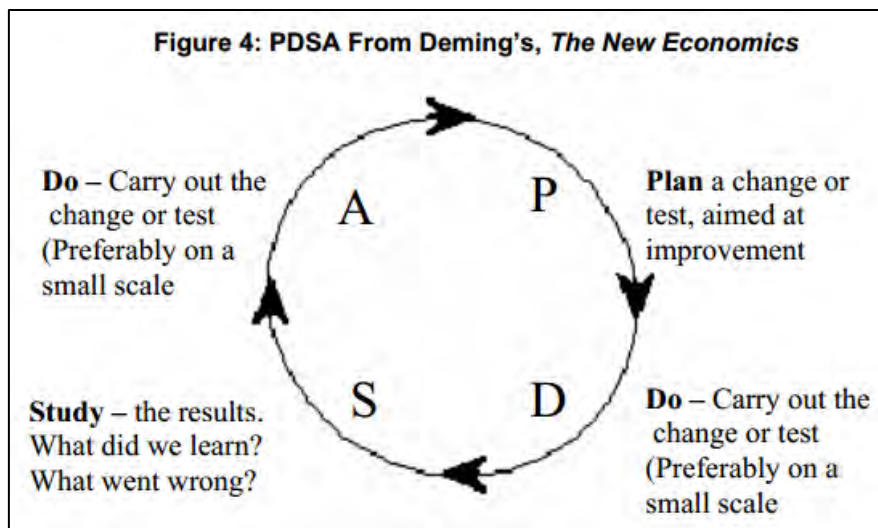 Figure 4: PDSA From Deming's, The New Economics
Do – Carry out the
change or test
(Preferably on a
small scale
A
P
Plan a change or
test, aimed at
improvement
Study – the results.
What did we learn?
What went wrong?
S
D
Do – Carry out the
change or test
(Preferably on a
small scale